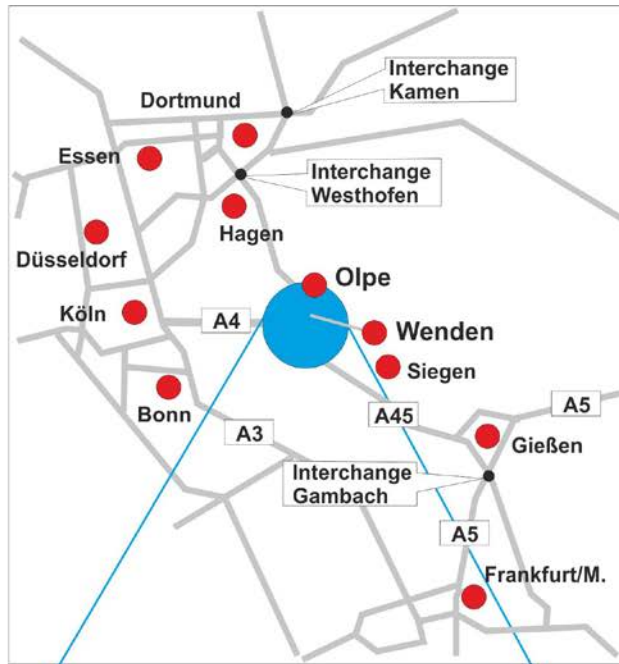 Interchange
Kamen
Dortmund
Essen
Interchange
Westhofen
Hagen
Düsseldorf
Olpe
Köln
A4
Wenden
Siegen
Bonn
A45
A5
A3
Gießen
Interchange
Gambach
A5
Frankfurt/M.